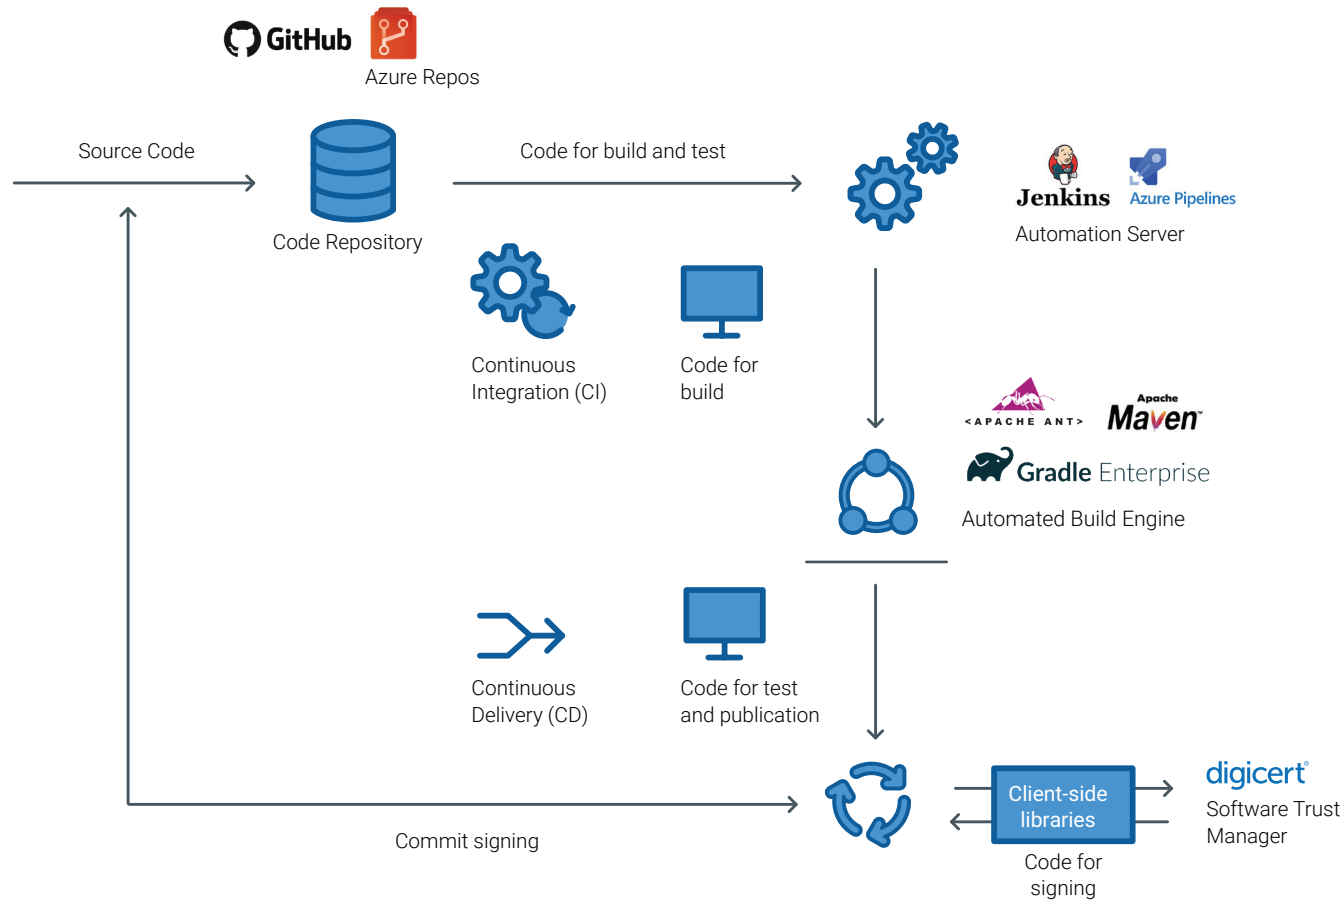 GitHub
Azure Repos
Source Code
Code for build and test
Code Repository
Jenkins
Azure Pipelines
Automation Server
Continuous
Integration (CI)
Code for
build
<APACHE ANT>
Apache
Maven™
Gradle Enterprise
Automated Build Engine
Continuous
Delivery (CD)
Code for test
and publication
Commit signing
Client-side
libraries
Code for
signing
digicert®
Software Trust
Manager